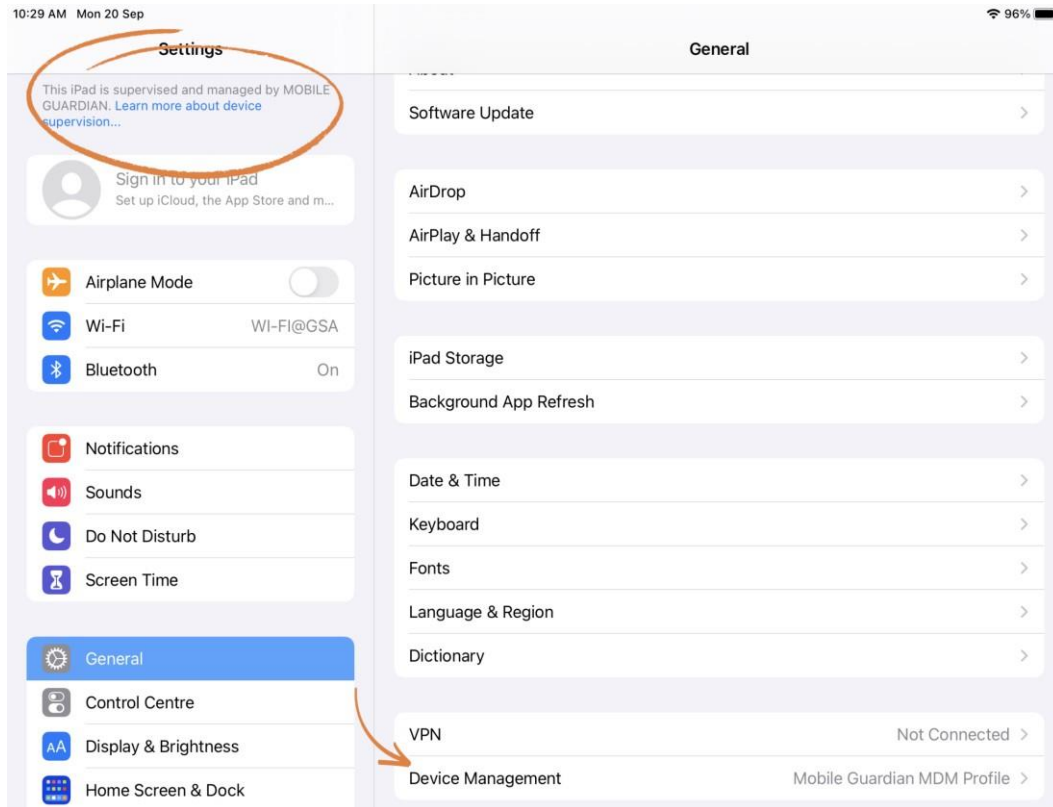 10:29 AM Mon 20 Sep
96%
Settings
This iPad is supervised and managed by MOBILE
GUARDIAN. Learn more about device
supervision...
Sign in to your iPad
Set up iCloud, the App Store and m...
Airplane Mode
Wi-Fi WI-FI@GSA
Bluetooth On
Notifications
Sounds
Do Not Disturb
Screen Time
General
Control Centre
AA Display & Brightness
Home Screen & Dock
General
Software Update
AirDrop
AirPlay & Handoff
Picture in Picture
iPad Storage
Background App Refresh
Date & Time
Keyboard
Fonts
Language & Region
Dictionary
VPN Not Connected
Device Management Mobile Guardian MDM Profile